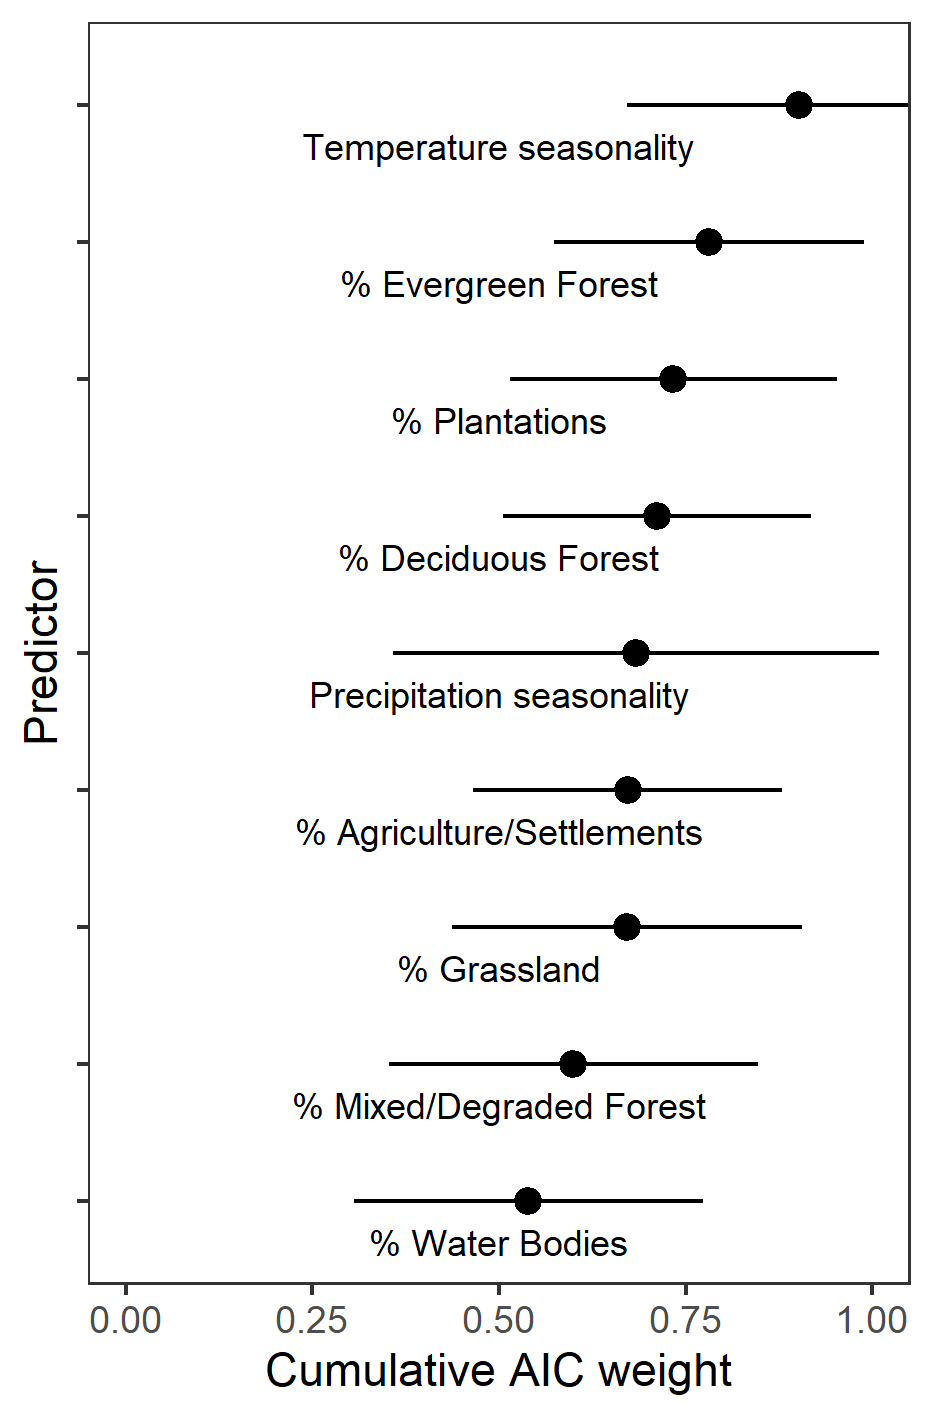 Temperature seasonality
% Evergreen Forest
% Plantations
% Deciduous Forest
Precipitation seasonality
% Agriculture/Settlements
% Grassland
% Mixed/Degraded Forest
% Water Bodies
Predictor
0.00 0.25 0.50 0.75 1.00
Cumulative AIC weight